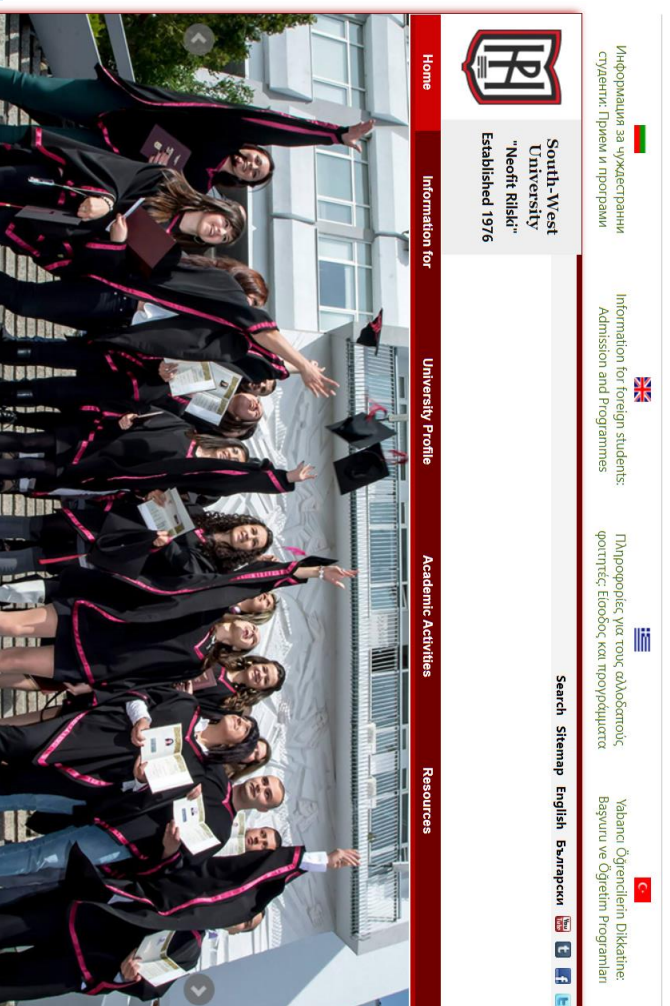 Информация за чуждестранни
студенти: Прием и програми
Information for foreign students:
Admission and Programmes
Πληροφορίες για τους αλλοδαπούς
φοιτητές: Είσοδος και προγράμματα
Yabancı Öğrencilerin Dikkatine:
Başvuru ve Öğretim Programları
South-West
University
"Neofit Rilski"
Established 1976
Search Sitemap English Български
Home Information for University Profile Academic Activities Resources